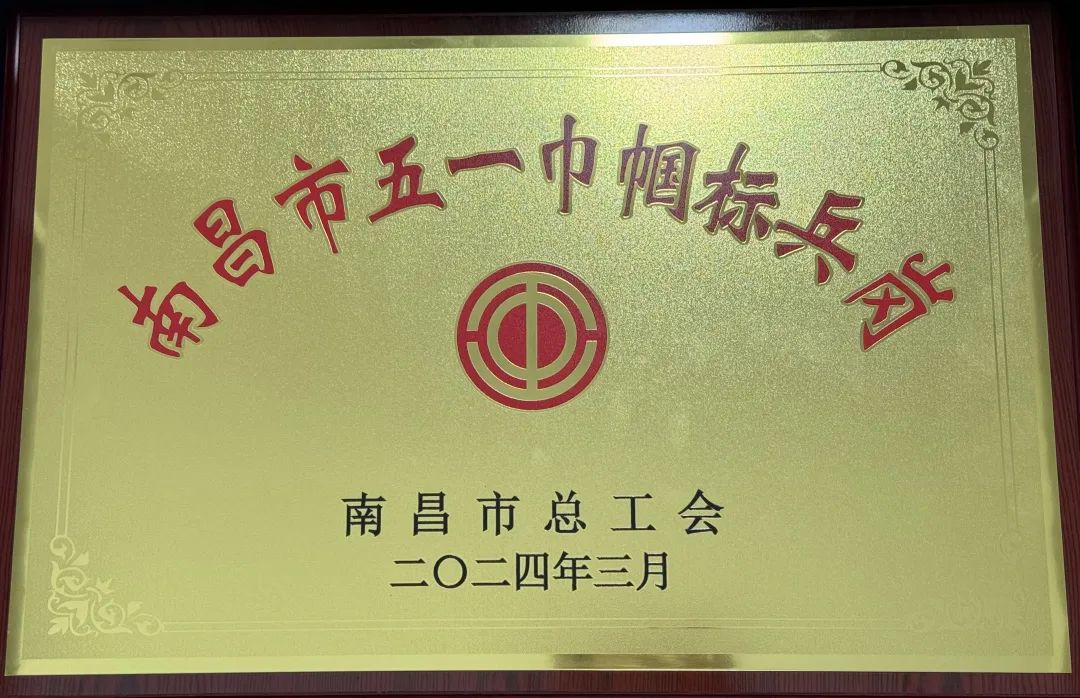 南昌市五一巾帼标兵岗
南昌市总工会
二〇二四年三月